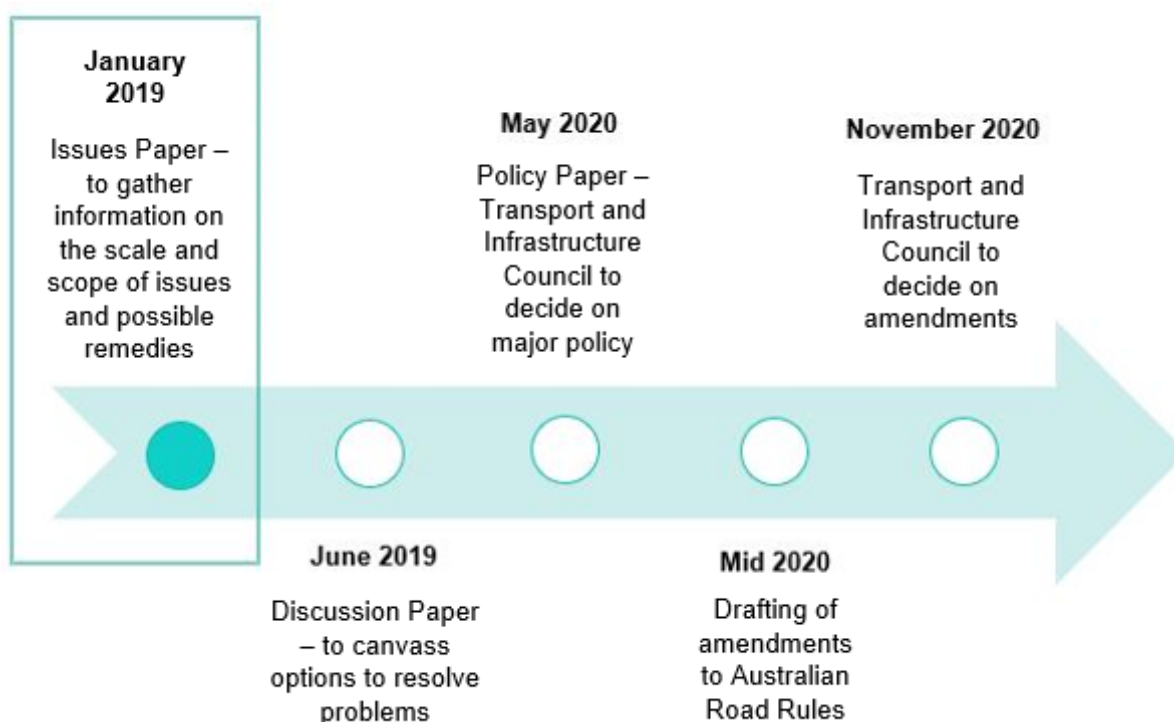 January
2019
Issues Paper –
to gather
information on
the scale and
scope of issues
and possible
remedies
June 2019
Discussion Paper
– to canvass
options to resolve
problems
May 2020
Policy Paper –
Transport and
Infrastructure
Council to
decide on
major policy
Mid 2020
Drafting of
amendments
to Australian
Road Rules
November 2020
Transport and
Infrastructure
Council to
decide on
amendments